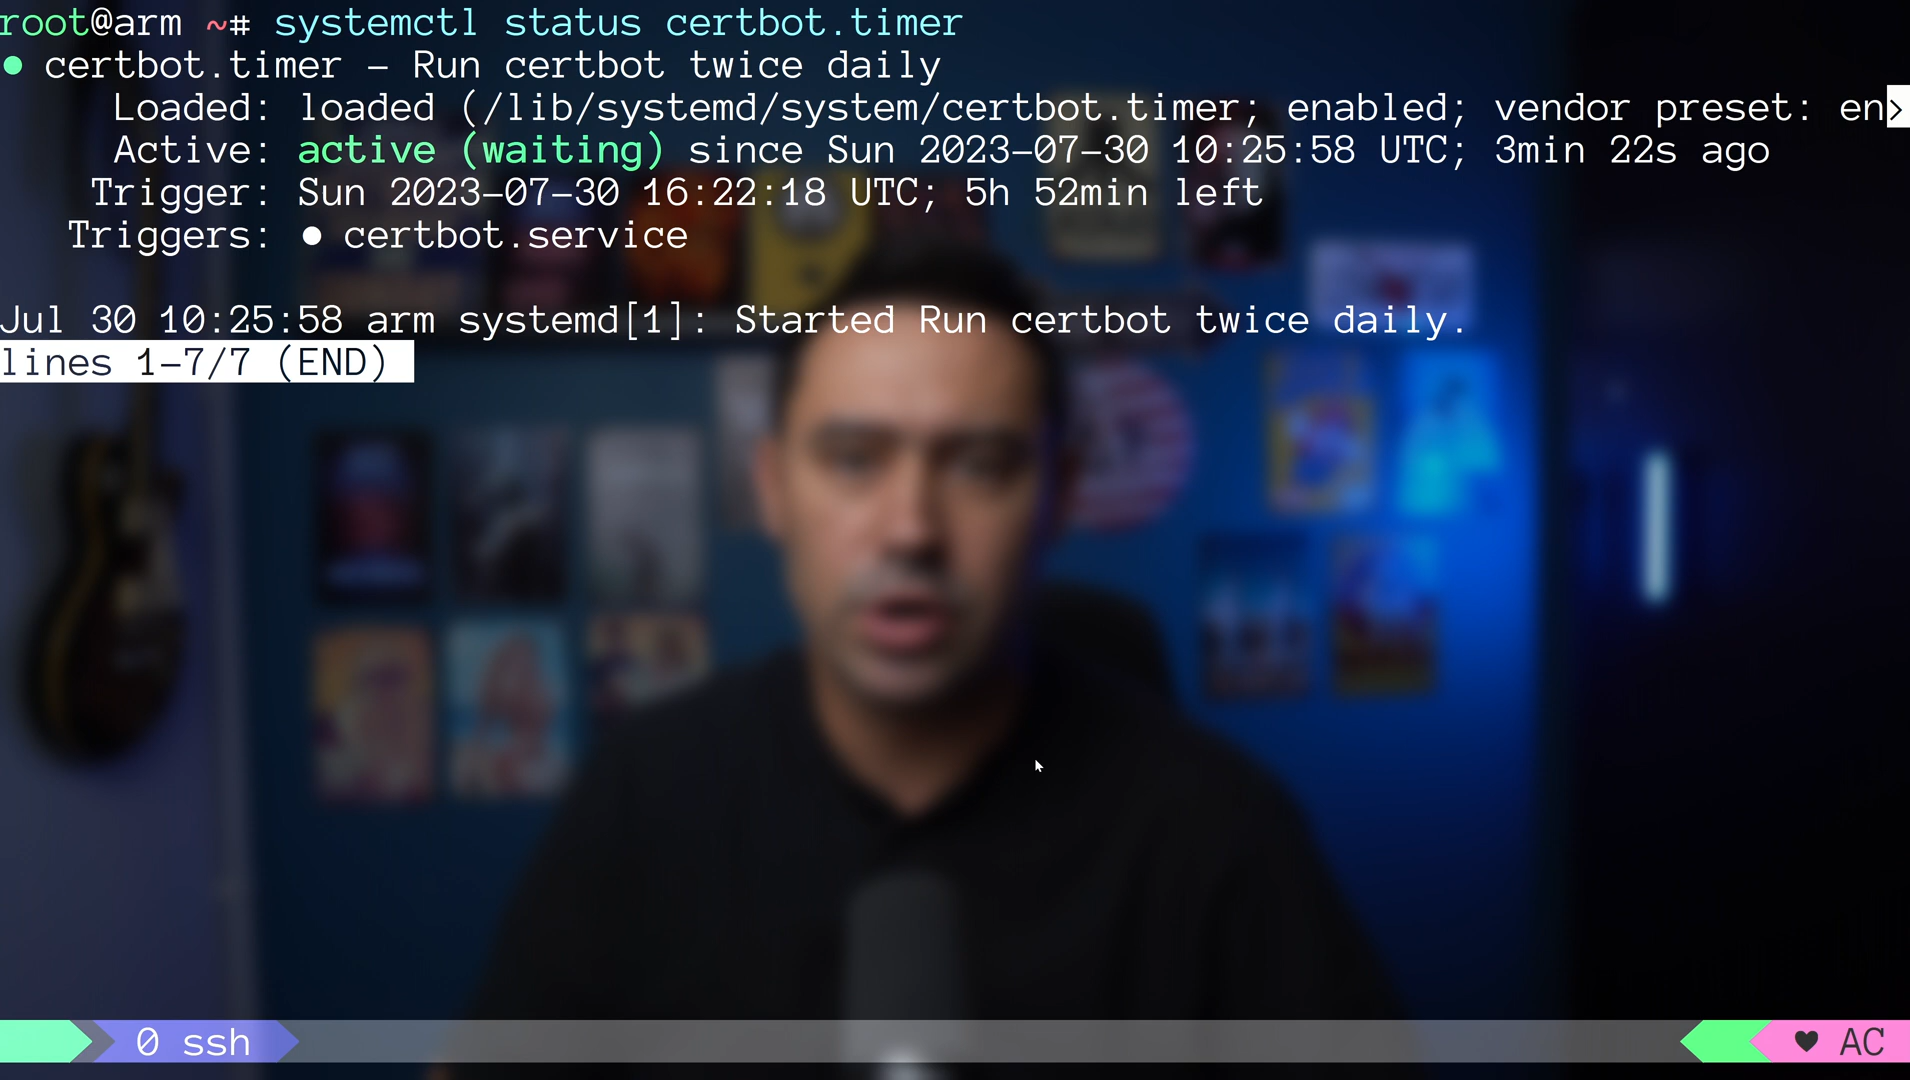 root@arm ~# systemctl status certbot.timer
● certbot.timer - Run certbot twice daily
Loaded: loaded (/lib/systemd/system/certbot.timer; enabled; vendor preset: en>
Active: active (waiting) since Sun 2023-07-30 10:25:58 UTC; 3min 22s ago
Trigger: Sun 2023-07-30 16:22:18 UTC; 5h 52min left
Triggers: ● certbot.service
Jul 30 10:25:58 arm systemd[1]: Started Run certbot twice daily.
lines 1-7/7 (END)
0 ssh
♥ AC